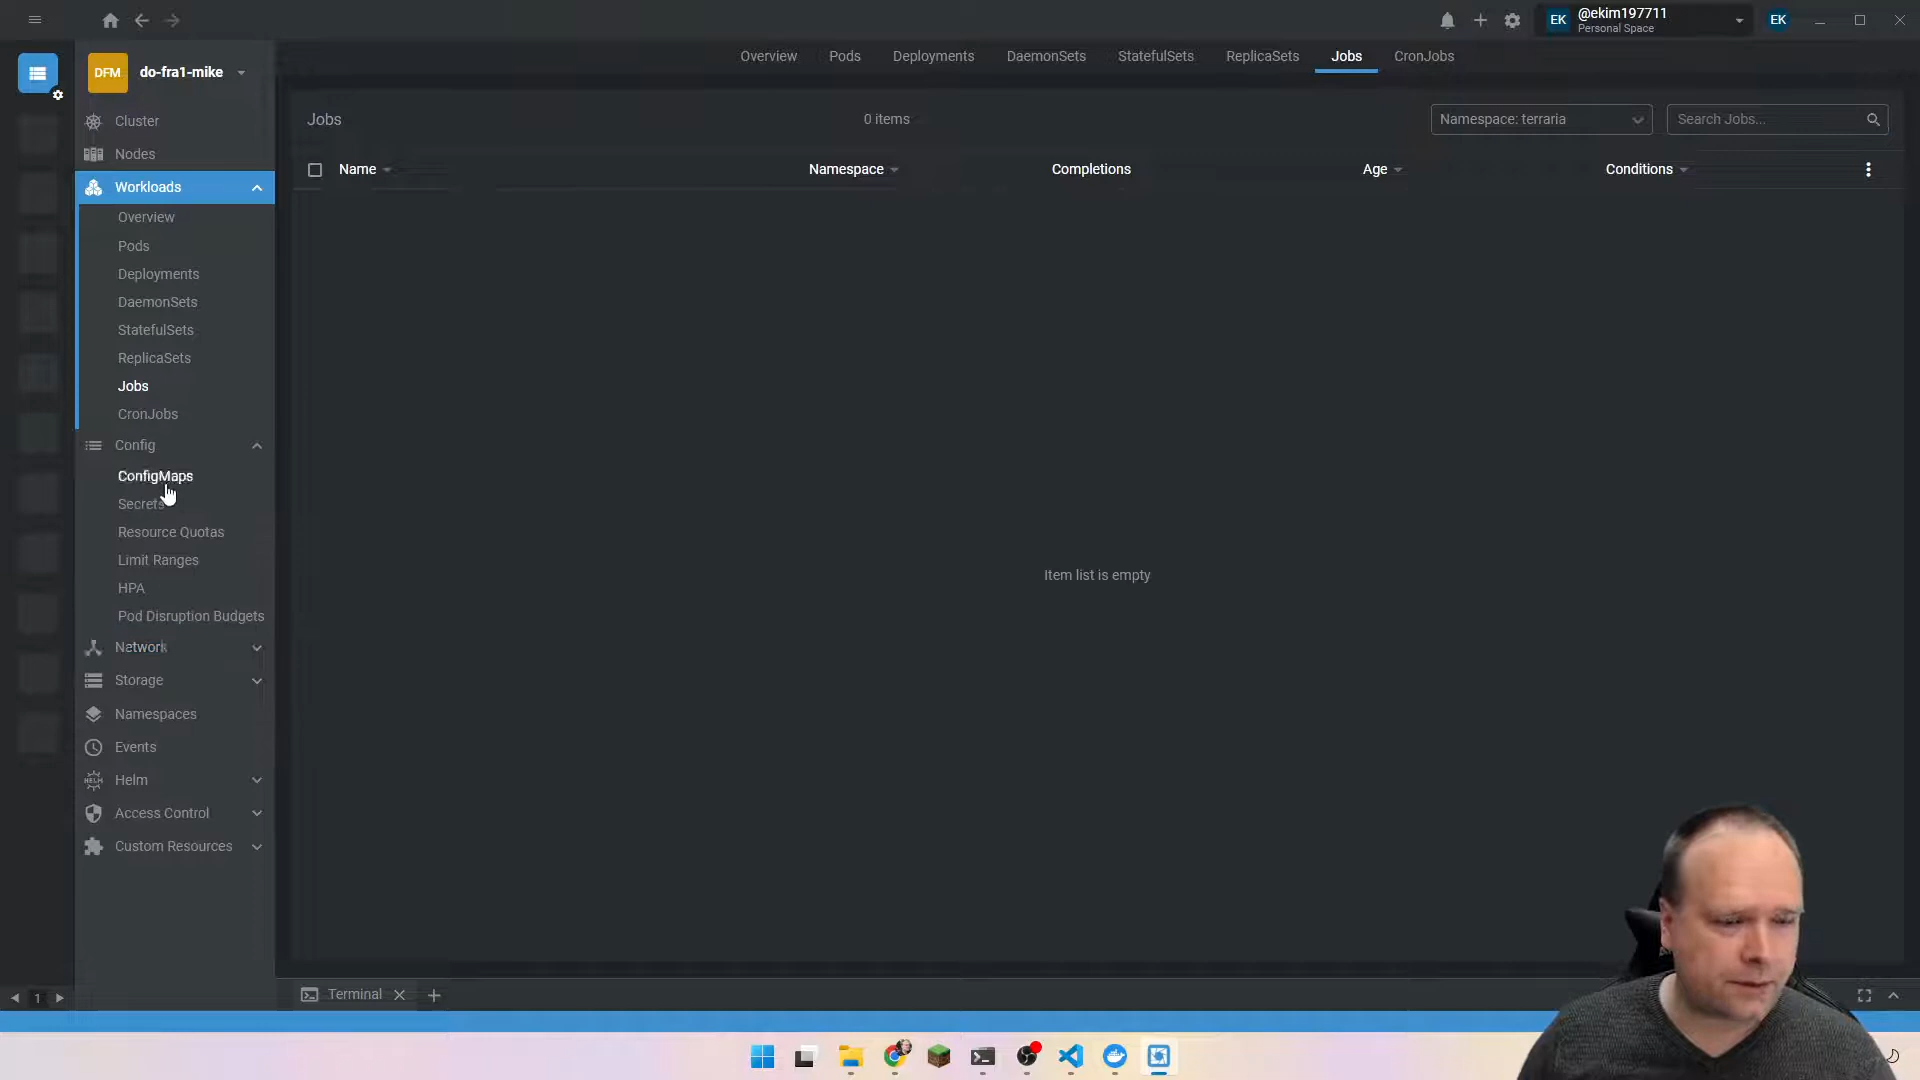 EK @ekim197711 EK
Personal Space
DFM do-fra1-mike
Overview Pods Deployments DaemonSets StatefulSets ReplicaSets Jobs CronJobs
Cluster
Nodes
Workloads
Overview
Pods
Deployments
DaemonSets
StatefulSets
ReplicaSets
Jobs
CronJobs
Config
ConfigMaps
Secrets
Resource Quotas
Limit Ranges
HPA
Pod Disruption Budgets
Network
Storage
Namespaces
Events
HELM Helm
Access Control
Custom Resources
Jobs 0 items Namespace: terraria Search Jobs...
Name Namespace Completions Age Conditions
Item list is empty
1 Terminal